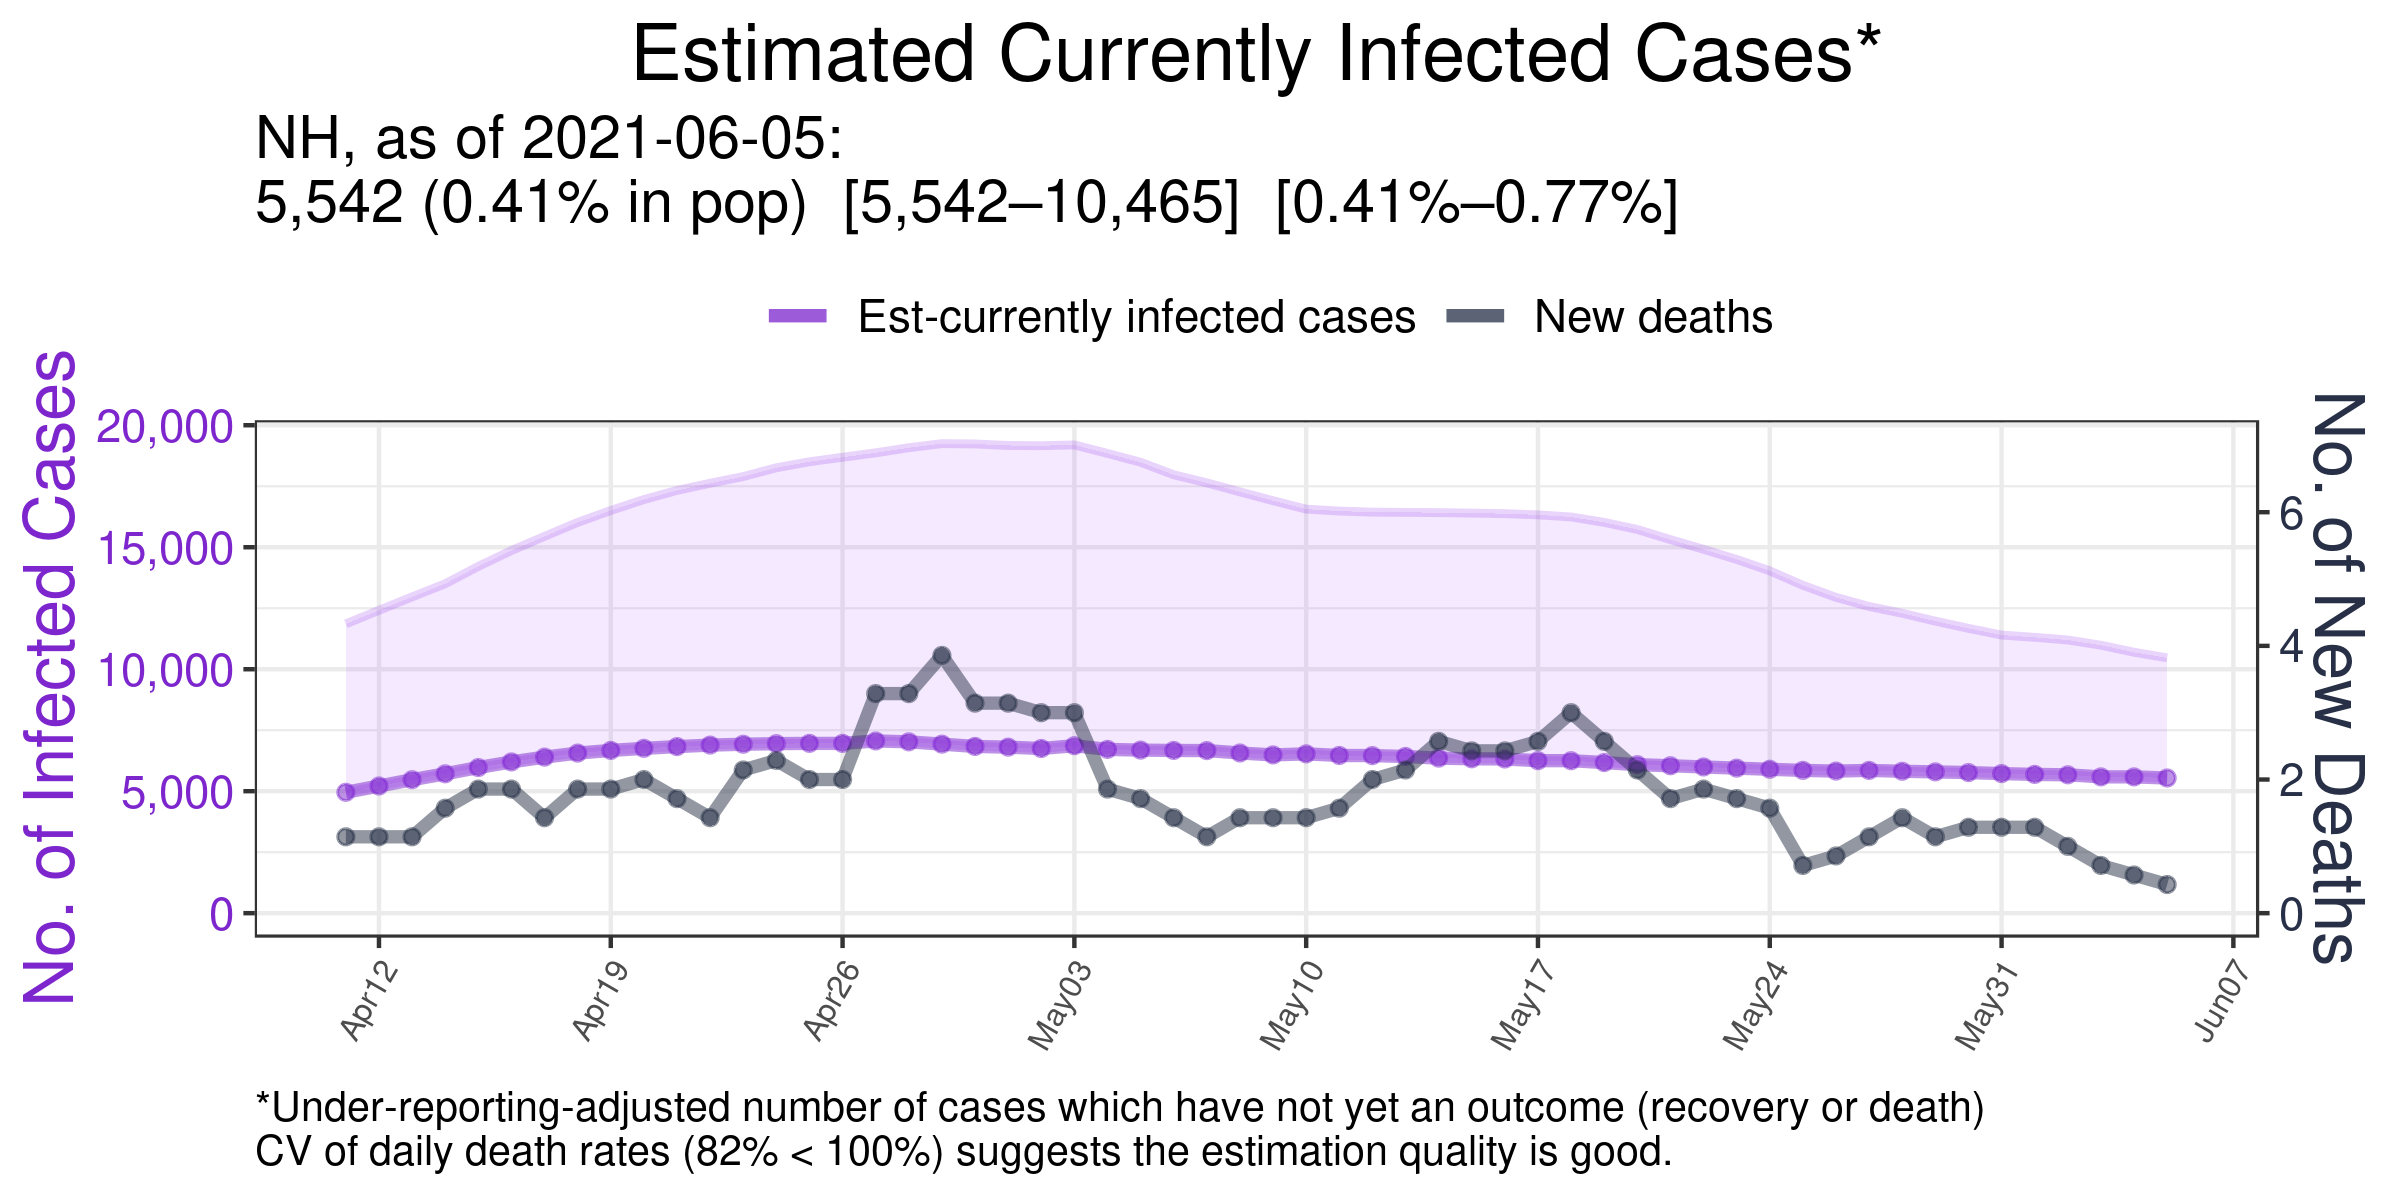 Estimated Currently Infected Cases*
NH, as of 2021-06-05:
5,542 (0.41% in pop)  [5,542–10,465]  [0.41%–0.77%]
Est-currently infected cases
New deaths
No. of Infected Cases
20,000
15,000
10,000
5,000
0
No. of New Deaths
6
4
2
0
Apr12
Apr19
Apr26
May03
May10
May17
May24
May31
Jun07
*Under-reporting-adjusted number of cases which have not yet an outcome (recovery or death)
CV of daily death rates (82% < 100%) suggests the estimation quality is good.